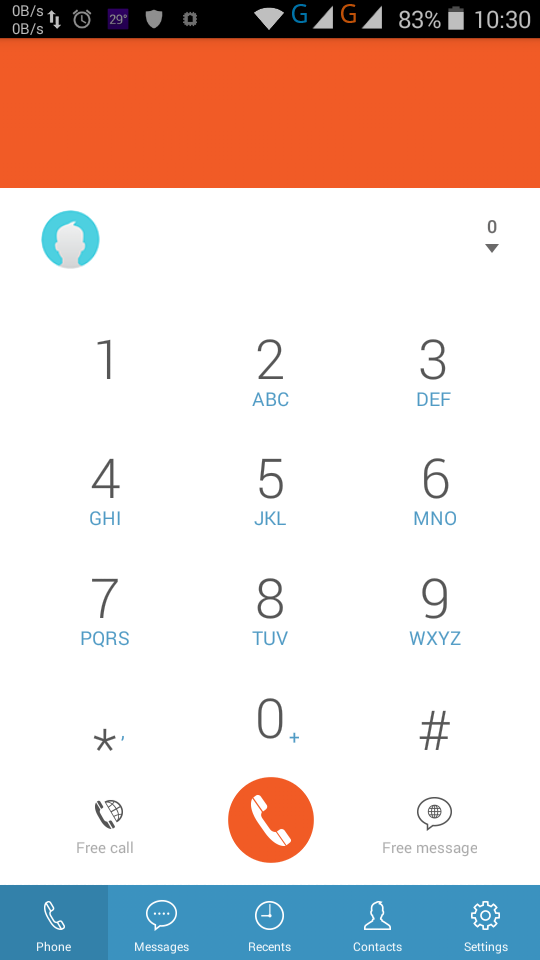 0B/s
0B/s
29°
G G 83% 10:30
0
1 2 3
ABC DEF
4 5 6
GHI JKL MNO
7 8 9
PQRS TUV WXYZ
*, 0+ #
Free call Free message
Phone Messages Recents Contacts Settings